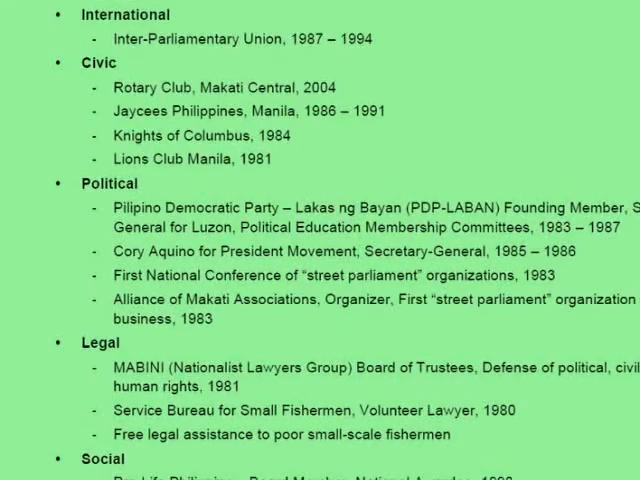 • International
- Inter-Parliamentary Union, 1987 – 1994
• Civic
- Rotary Club, Makati Central, 2004
- Jaycees Philippines, Manila, 1986 – 1991
- Knights of Columbus, 1984
- Lions Club Manila, 1981
• Political
- Pilipino Democratic Party – Lakas ng Bayan (PDP-LABAN) Founding Member, S
General for Luzon, Political Education Membership Committees, 1983 – 1987
- Cory Aquino for President Movement, Secretary-General, 1985 – 1986
- First National Conference of “street parliament” organizations, 1983
- Alliance of Makati Associations, Organizer, First “street parliament” organization
business, 1983
• Legal
- MABINI (Nationalist Lawyers Group) Board of Trustees, Defense of political, civil
human rights, 1981
- Service Bureau for Small Fishermen, Volunteer Lawyer, 1980
- Free legal assistance to poor small-scale fishermen
• Social